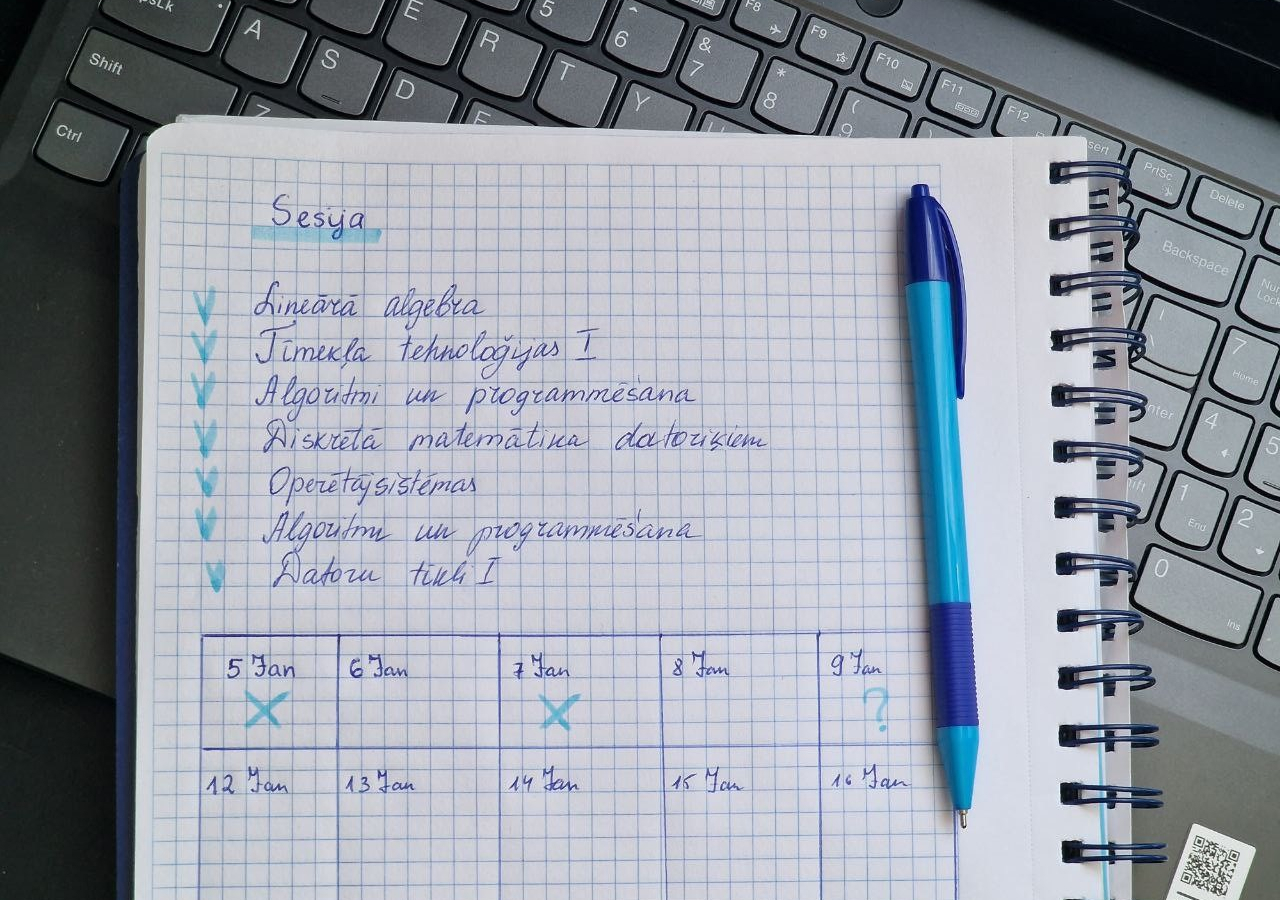 E 5 ^ 6 & 7 F8 F9 F10 F11 F12
A R T Y * 8 ( 9 ) PrtSc Delete
Shift S D Backspace
Ctrl Z F U 7 Home
4 5
1 End 2
0 Ins
Sesija
Lineārā algebra
Tīmekļa tehnoloģijas I
Algoritmi un programmēšana
Diskrētā matemātika datoriķiem
Operētājsistēmas
Algoritmi un programmēšana
Datoru tīkli I
5 Jan 6 Jan 7 Jan 8 Jan 9 Jan
X X ?
12 Jan 13 Jan 14 Jan 15 Jan 16 Jan